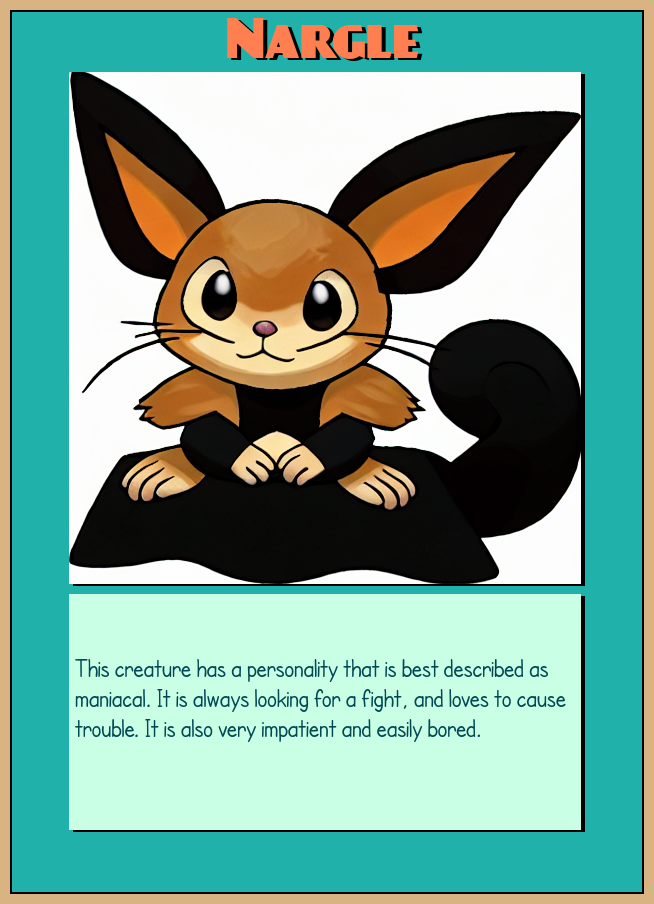 Nargle
This creature has a personality that is best described as
maniacal. It is always looking for a fight, and loves to cause
trouble. It is also very impatient and easily bored.